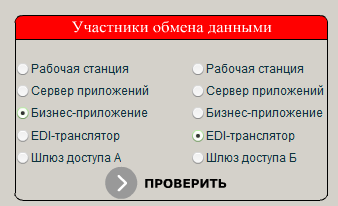 Участники обмена данными
Рабочая станция Рабочая станция
Сервер приложений Сервер приложений
Бизнес-приложение Бизнес-приложение
EDI-транслятор EDI-транслятор
Шлюз доступа А Шлюз доступа Б
ПРОВЕРИТЬ